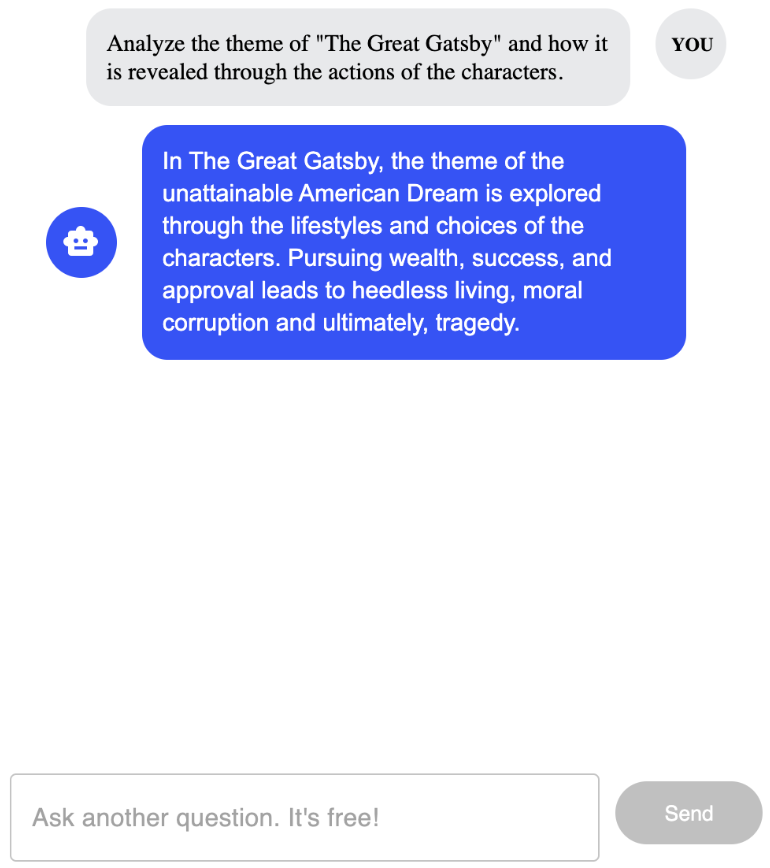 Analyze the theme of "The Great Gatsby" and how it
is revealed through the actions of the characters.
YOU
In The Great Gatsby, the theme of the
unattainable American Dream is explored
through the lifestyles and choices of the
characters. Pursuing wealth, success, and
approval leads to heedless living, moral
corruption and ultimately, tragedy.
Ask another question. It's free!
Send